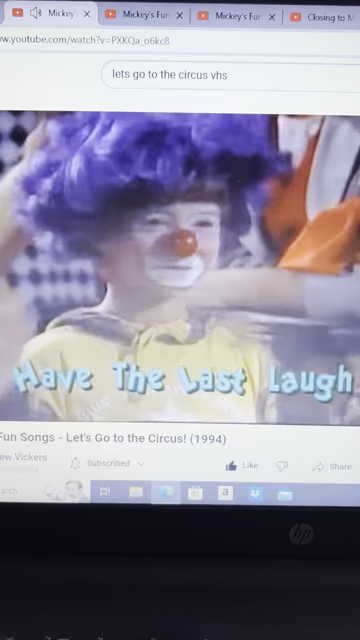 Mickey
Mickey's Fun
Mickey's Fun
Closing to M
w.youtube.com/watch?v=PXKQa_o6kc8
lets go to the circus vhs
Have The Last Laugh
Fun Songs - Let's Go to the Circus! (1994)
ew Vickers
Subscribed
Like
Share
arch
a
hp